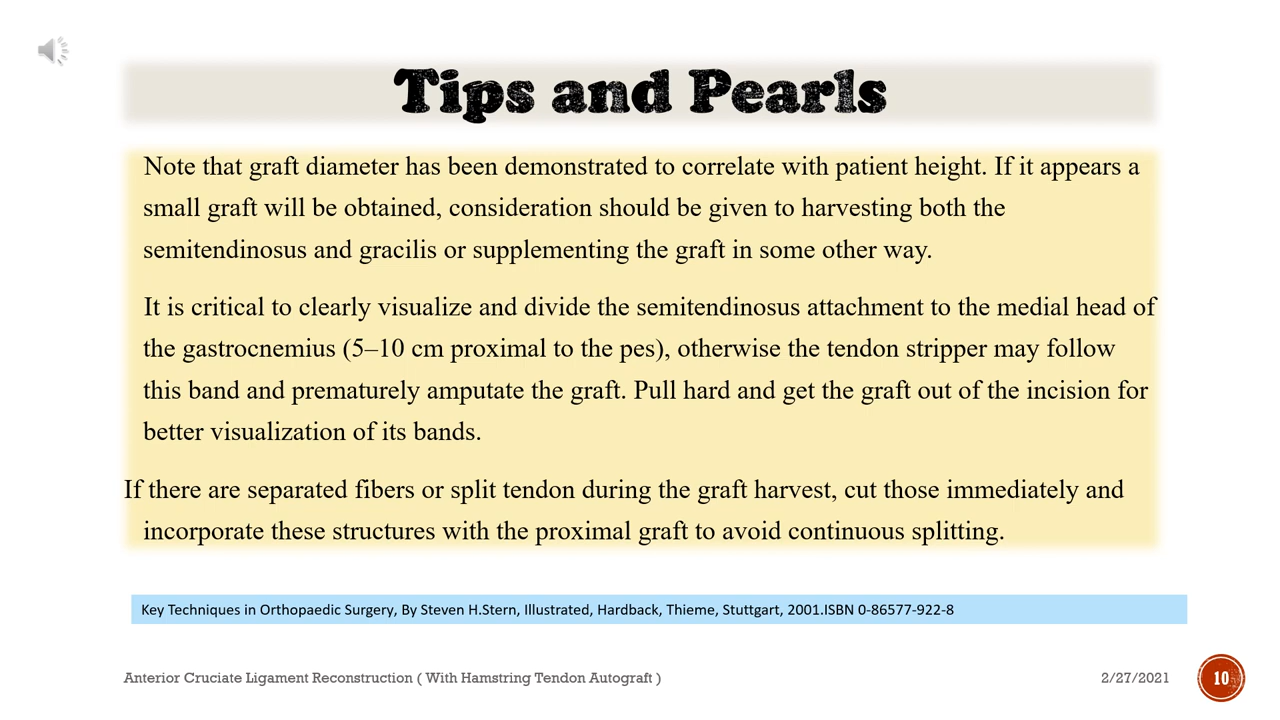 Tips and Pearls
Note that graft diameter has been demonstrated to correlate with patient height. If it appears a
small graft will be obtained, consideration should be given to harvesting both the
semitendinosus and gracilis or supplementing the graft in some other way.
It is critical to clearly visualize and divide the semitendinosus attachment to the medial head of
the gastrocnemius (5–10 cm proximal to the pes), otherwise the tendon stripper may follow
this band and prematurely amputate the graft. Pull hard and get the graft out of the incision for
better visualization of its bands.
If there are separated fibers or split tendon during the graft harvest, cut those immediately and
incorporate these structures with the proximal graft to avoid continuous splitting.
Key Techniques in Orthopaedic Surgery, By Steven H.Stern, Illustrated, Hardback, Thieme, Stuttgart, 2001.ISBN 0-86577-922-8
Anterior Cruciate Ligament Reconstruction ( With Hamstring Tendon Autograft )
2/27/2021
10